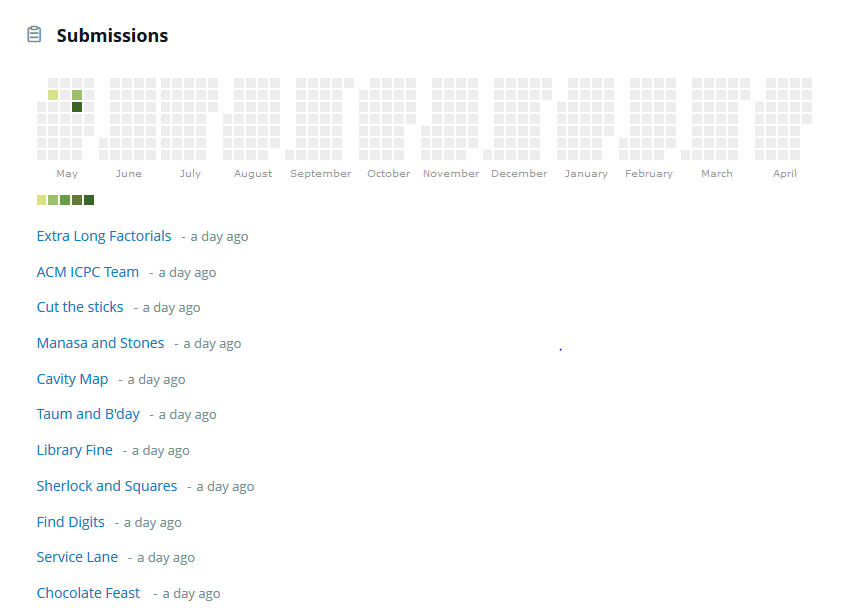 Submissions
May June July August September October November December January February March April
Extra Long Factorials - a day ago
ACM ICPC Team - a day ago
Cut the sticks - a day ago
Manasa and Stones - a day ago
Cavity Map - a day ago
Taum and B'day - a day ago
Library Fine - a day ago
Sherlock and Squares - a day ago
Find Digits - a day ago
Service Lane - a day ago
Chocolate Feast - a day ago